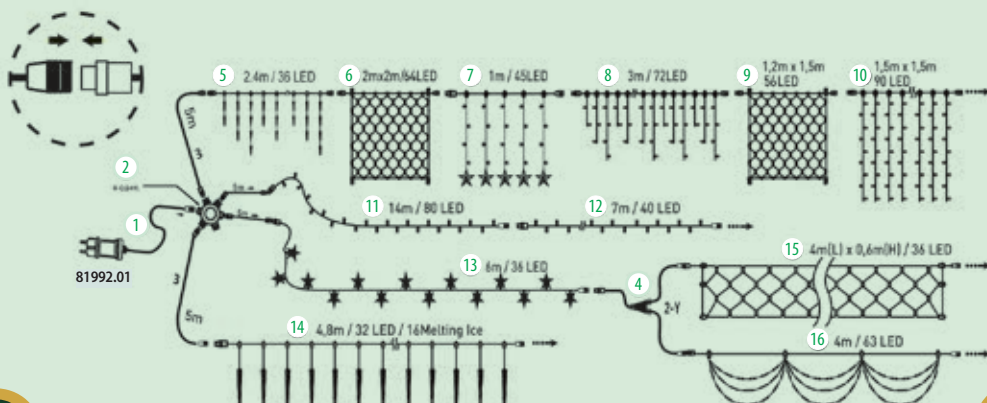 5 2.4m / 36 LED
6 2mx2m/64LED
7 1m / 45LED
8 3m / 72LED
9 1,2m x 1,5m
56LED
10 1,5m x 1,5m
90 LED
5m
3
2
1
81992.01
11 14m / 80 LED
12 7m / 40 LED
13 6m / 36 LED
4
2-Y
15 4m(L) x 0,6m(H) / 36 LED
3
5m
14 4,8m / 32 LED / 16Melting Ice
16 4m / 63 LED